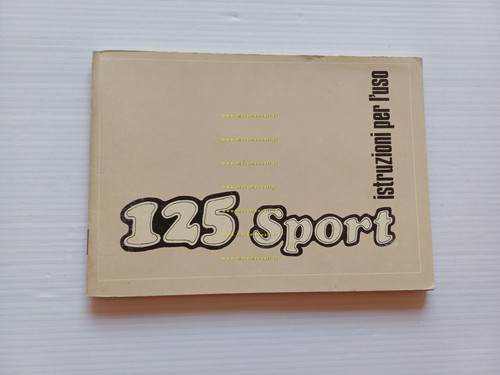 125 Sport
istruzioni per l'uso